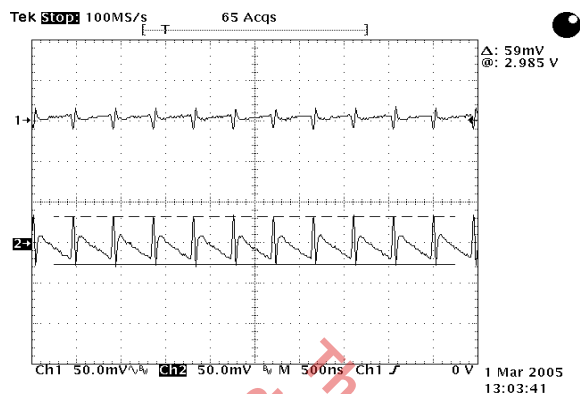 Tek Stop: 100MS/s 65 Acqs
T
Δ: 59mV
@: 2.985 V
1
2
Ch1 50.0mV Ch2 50.0mV M 500ns Ch1 0 V
1 Mar 2005
13:03:41
Th